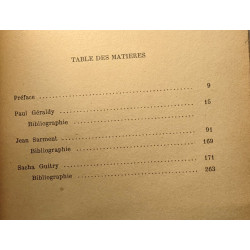 TABLE DES MATIERES
Préface 9
Paul Géraldy 15
Bibliographie
Jean Sarment 91
Bibliographie 169
Sacha Guitry 171
Bibliographie 263